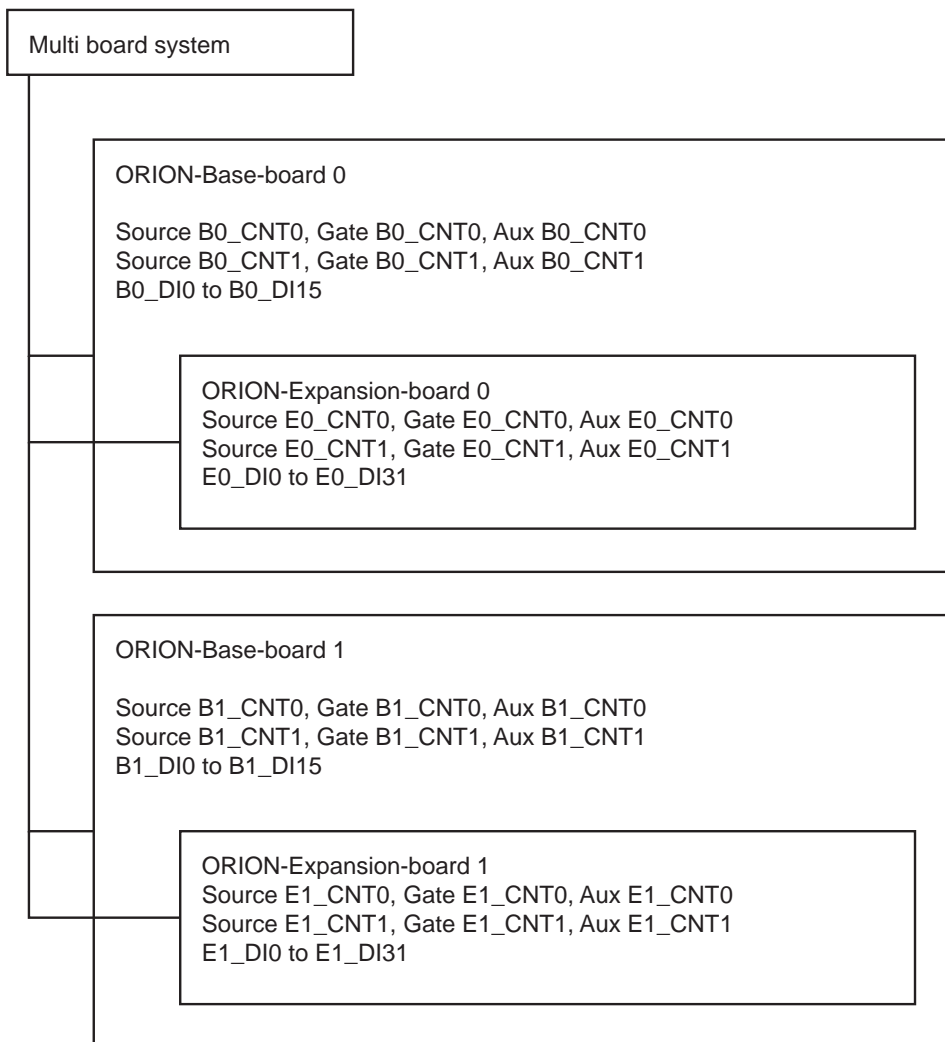 Multi board system
ORION-Base-board 0
Source B0_CNT0, Gate B0_CNT0, Aux B0_CNT0
Source B0_CNT1, Gate B0_CNT1, Aux B0_CNT1
B0_DI0 to B0_DI15
ORION-Expansion-board 0
Source E0_CNT0, Gate E0_CNT0, Aux E0_CNT0
Source E0_CNT1, Gate E0_CNT1, Aux E0_CNT1
E0_DI0 to E0_DI31
ORION-Base-board 1
Source B1_CNT0, Gate B1_CNT0, Aux B1_CNT0
Source B1_CNT1, Gate B1_CNT1, Aux B1_CNT1
B1_DI0 to B1_DI15
ORION-Expansion-board 1
Source E1_CNT0, Gate E1_CNT0, Aux E1_CNT0
Source E1_CNT1, Gate E1_CNT1, Aux E1_CNT1
E1_DI0 to E1_DI31